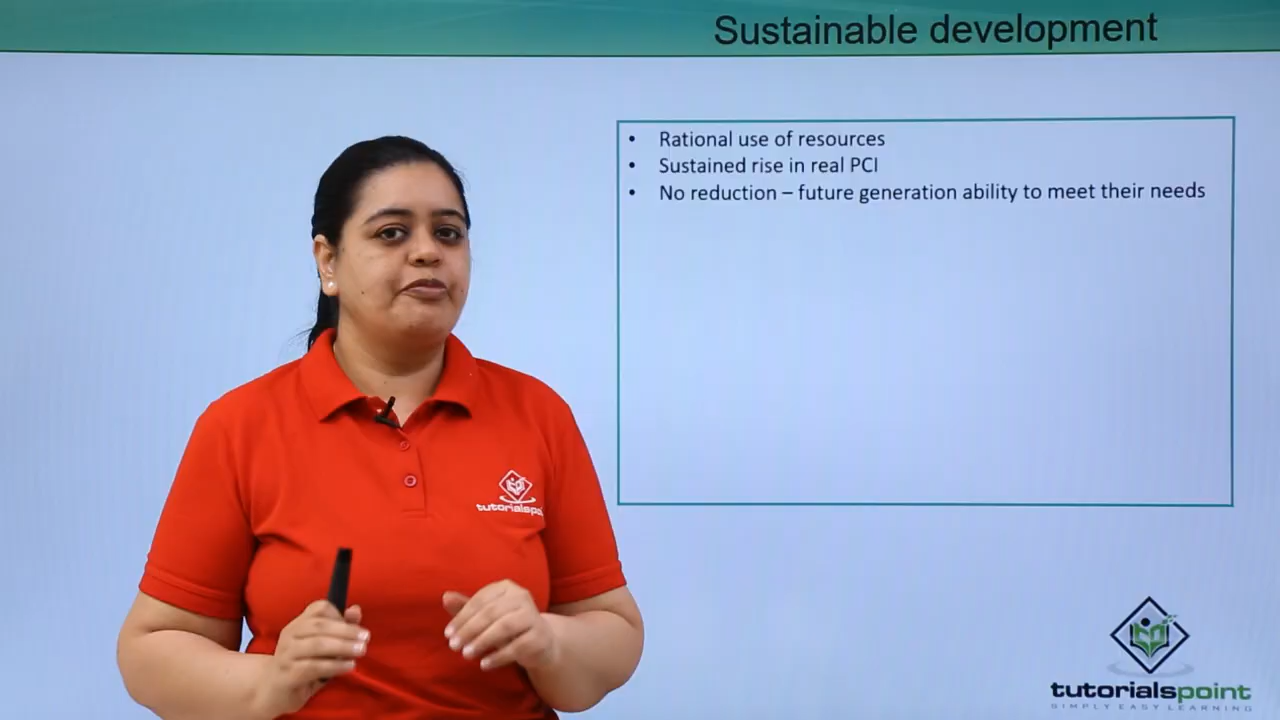 Sustainable development
• Rational use of resources
• Sustained rise in real PCI
• No reduction – future generation ability to meet their needs
tutorialspoi
tutorialspoint
SIMPLY EASY LEARNING